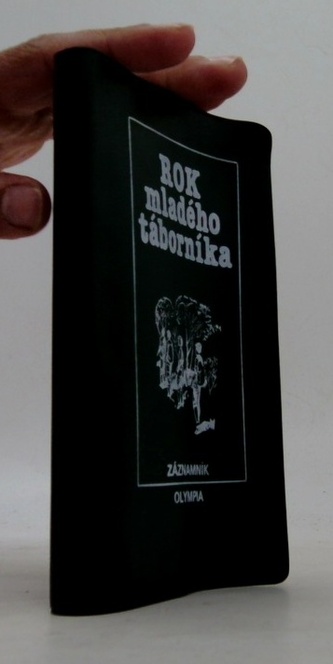 ROK
mladého
táborníka
ZÁZNAMNÍK
OLYMPIA